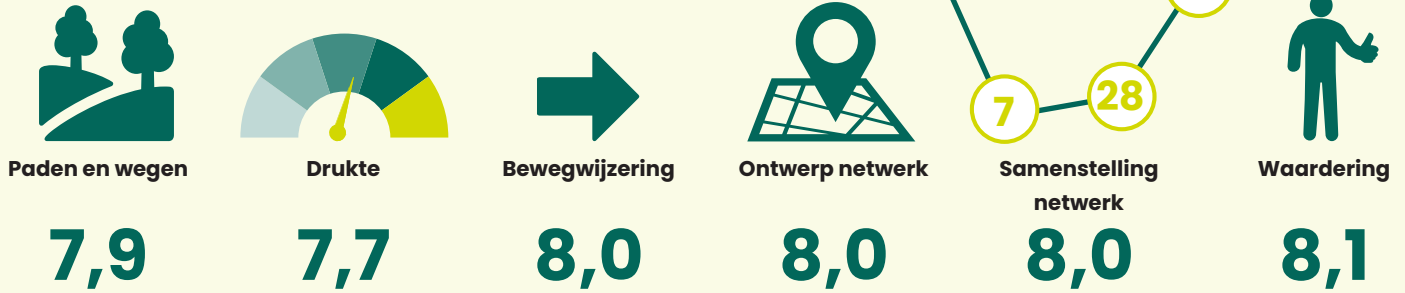 7
28
Paden en wegen
Drukte
Bewegwijzering
Ontwerp netwerk
Samenstelling
netwerk
Waardering
7,9
7,7
8,0
8,0
8,0
8,1